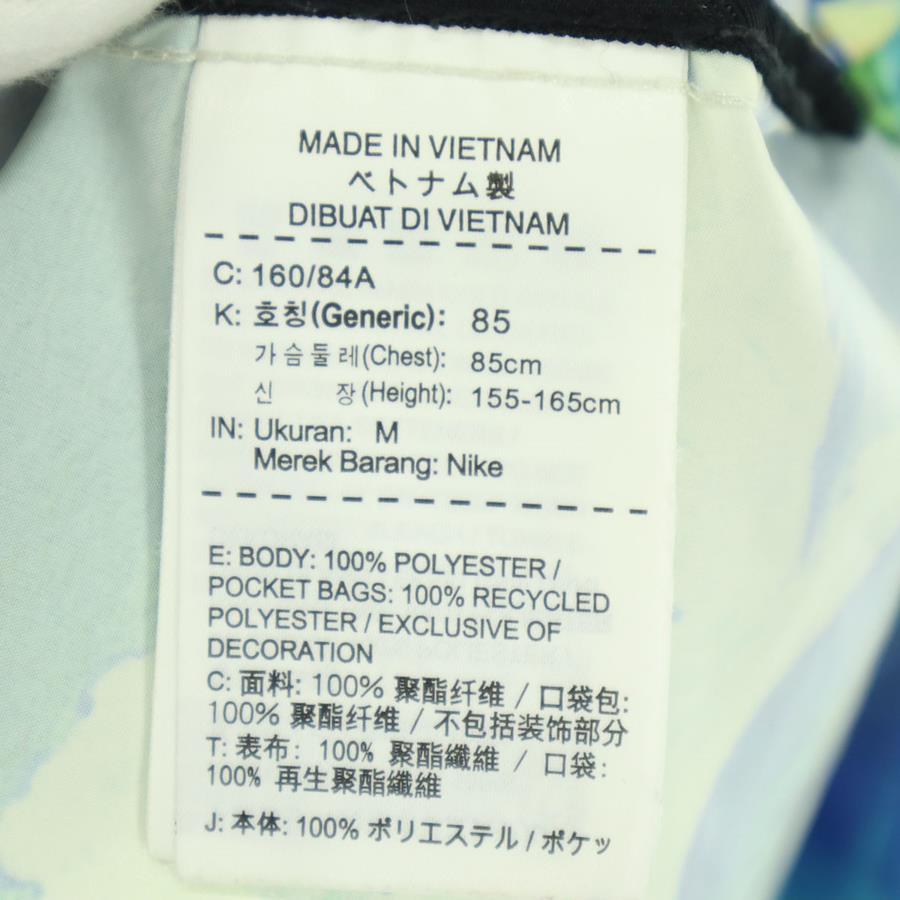 MADE IN VIETNAM
ベトナム製
DIBUAT DI VIETNAM
C: 160/84A
K: 호칭(Generic): 85
가슴둘레(Chest): 85cm
신 장(Height): 155-165cm
IN: Ukuran: M
Merek Barang: Nike
E: BODY: 100% POLYESTER /
POCKET BAGS: 100% RECYCLED
POLYESTER / EXCLUSIVE OF
DECORATION
C: 面料: 100% 聚酯纤维 / 口袋包:
100% 聚酯纤维 / 不包括装饰部分
T: 表布: 100% 聚酯纖維 / 口袋:
100% 再生聚酯纖維
J: 本体: 100% ポリエステル / ポケッ